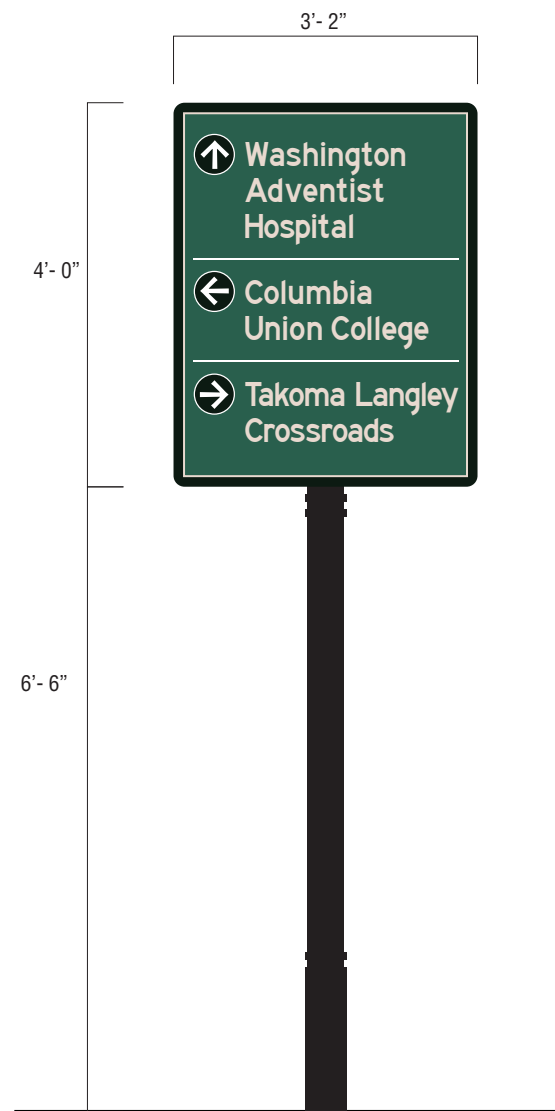 3’- 2”
4’- 0”
Washington
Adventist
Hospital
Columbia
Union College
Takoma Langley
Crossroads
6’- 6”